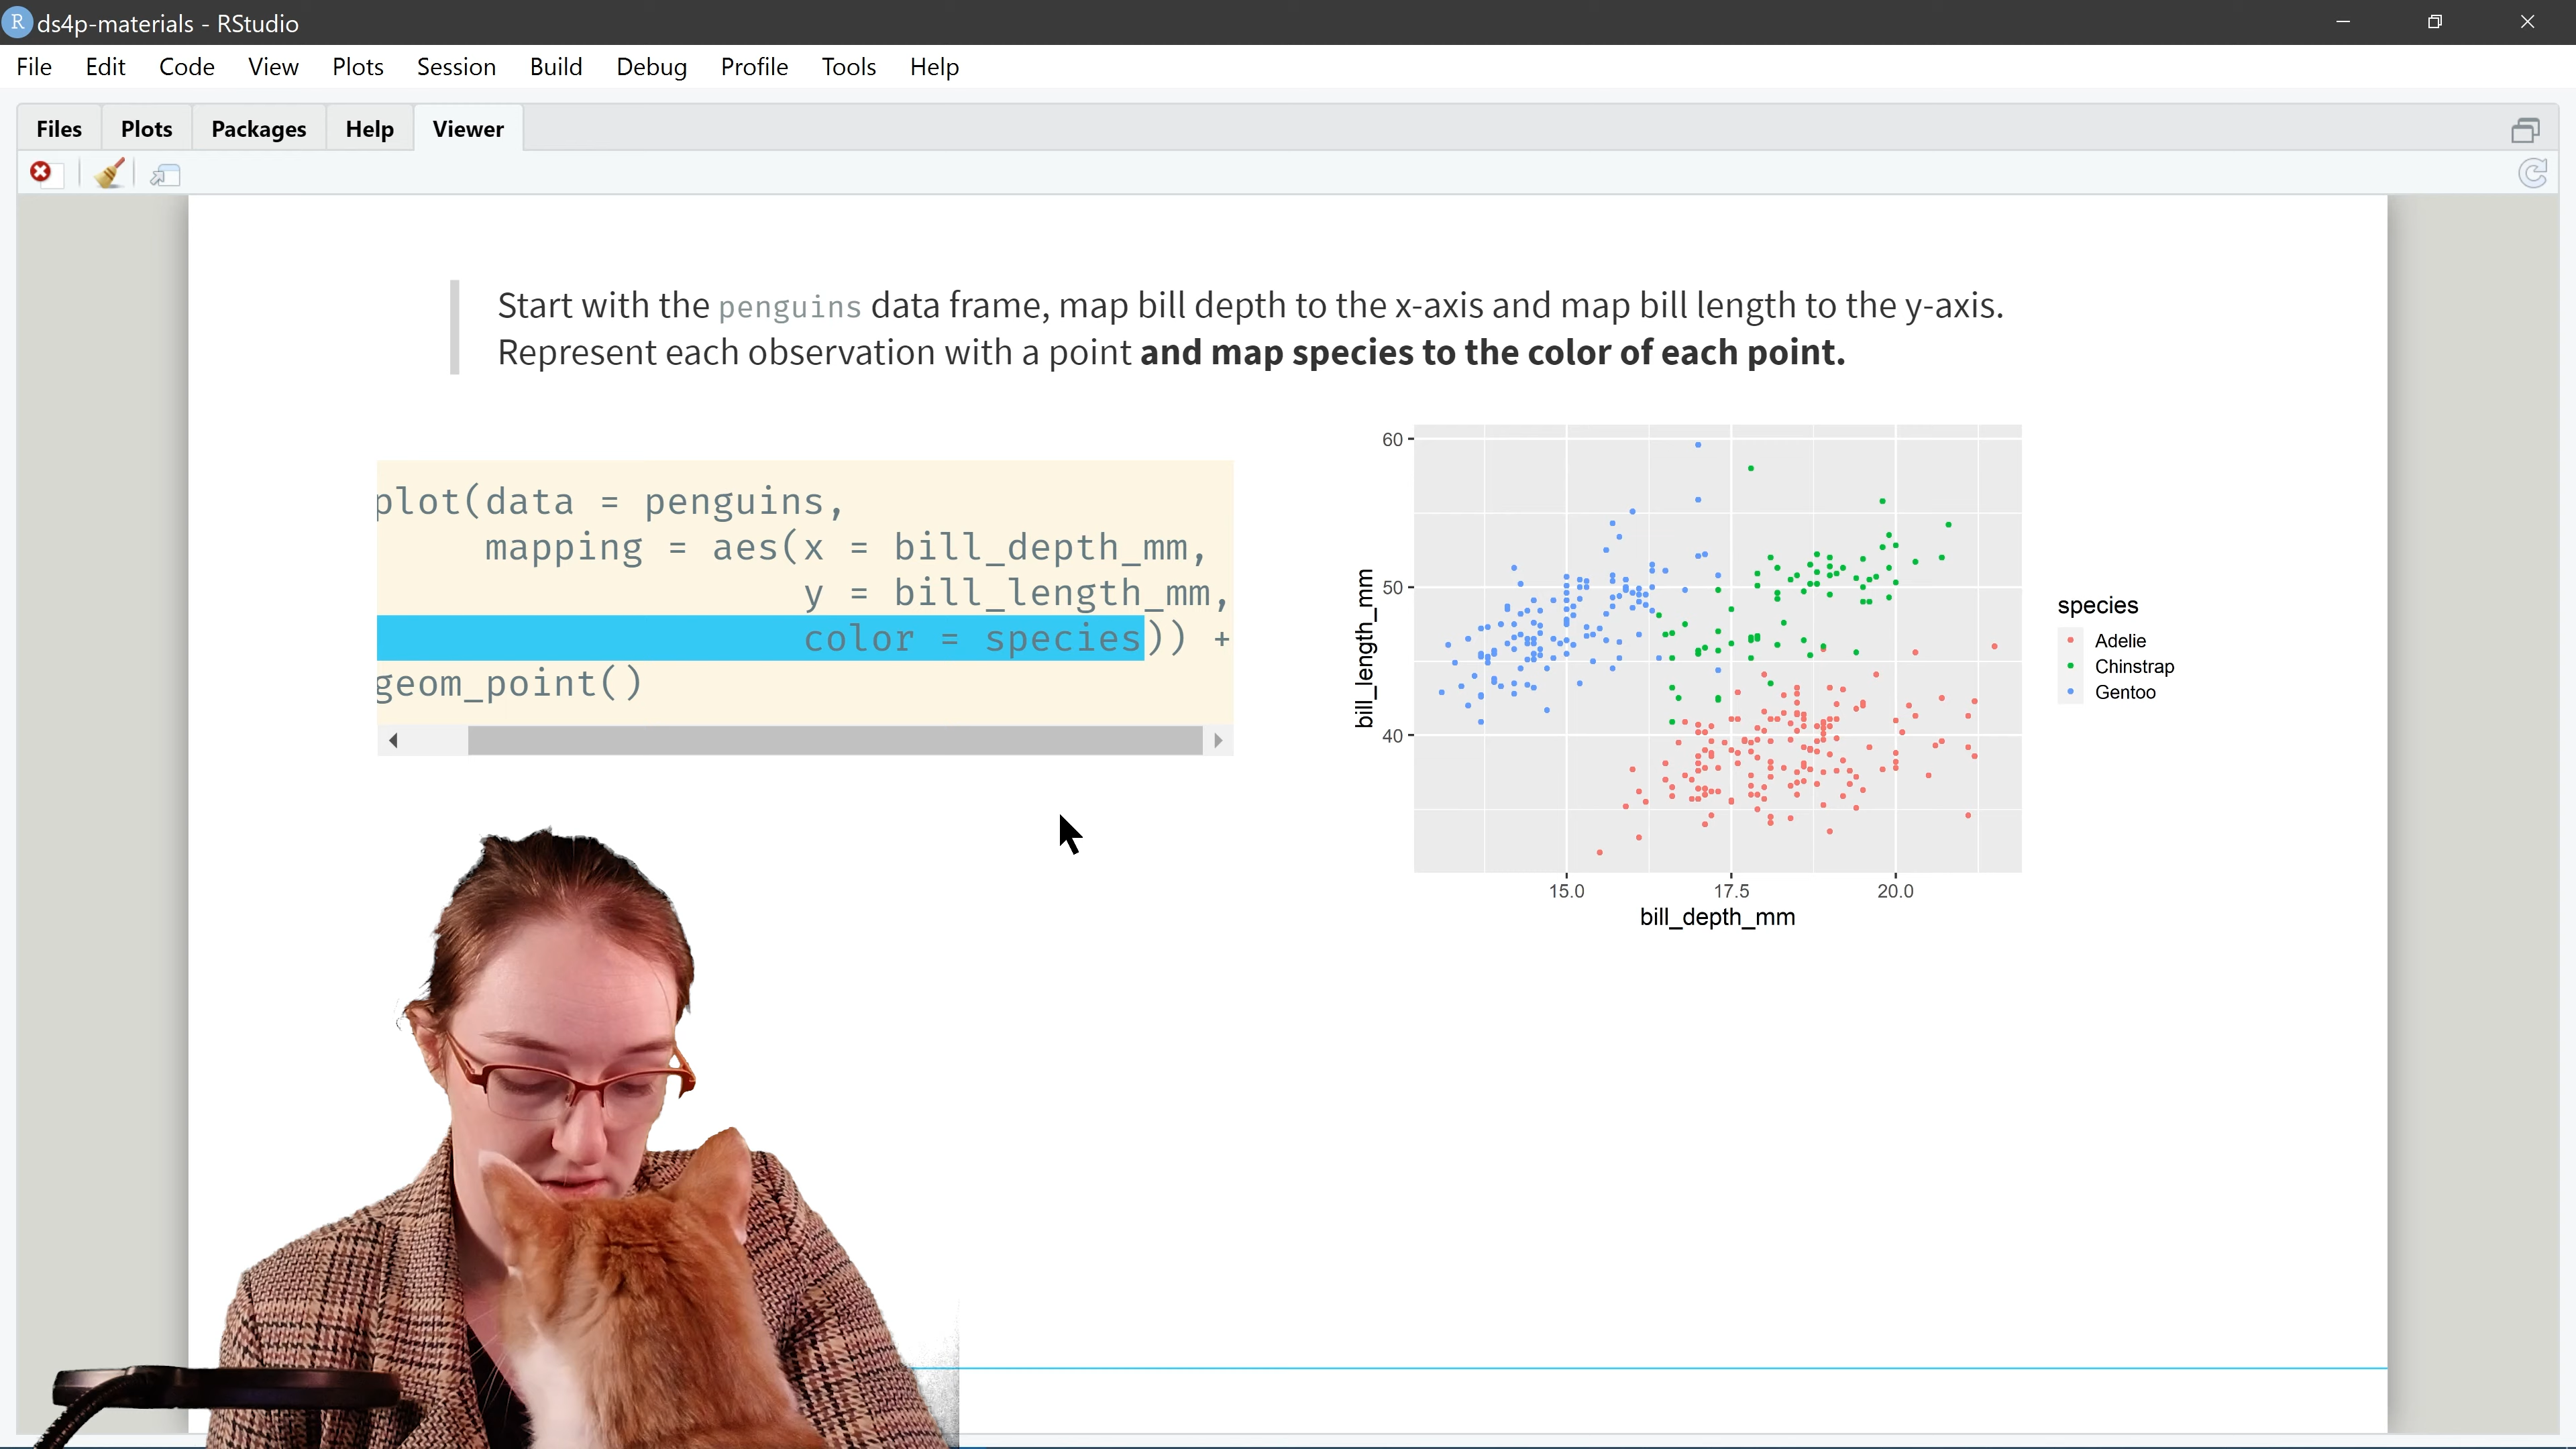 R ds4p-materials - RStudio
File Edit Code View Plots Session Build Debug Profile Tools Help
Files Plots Packages Help Viewer
Start with the penguins data frame, map bill depth to the x-axis and map bill length to the y-axis.
Represent each observation with a point and map species to the color of each point.
plot(data = penguins,
mapping = aes(x = bill_depth_mm,
y = bill_length_mm,
color = species)) +
geom_point()
60
50
40
bill_length_mm
15.0 17.5 20.0
bill_depth_mm
species
Adelie
Chinstrap
Gentoo